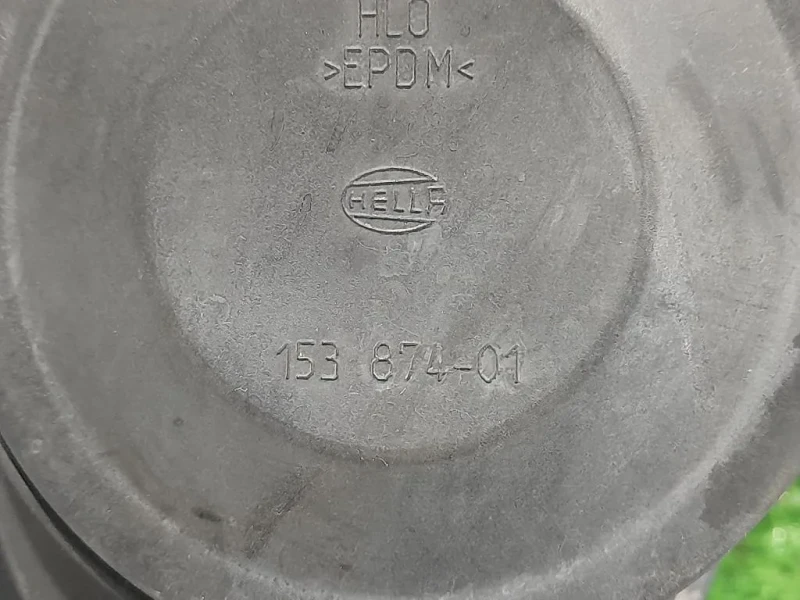 HLO
>EPDM<
HELLA
153 874-01